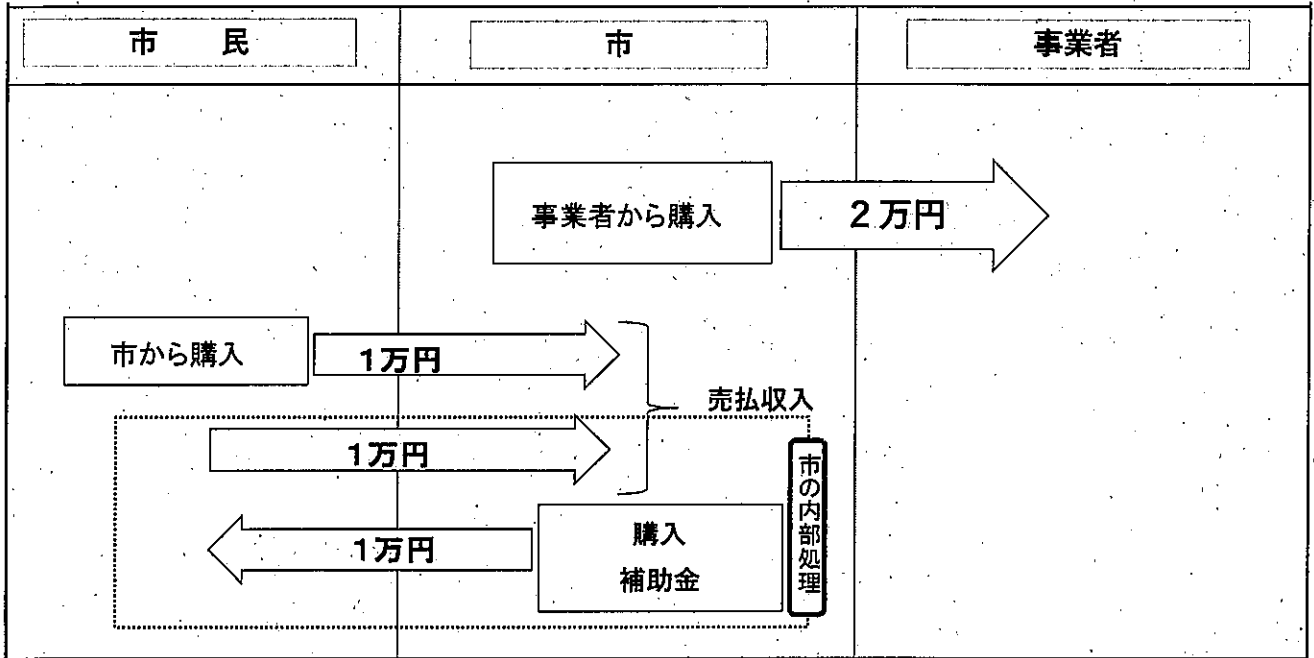 市　　民
市
事業者
事業者から購入
２万円
市から購入
１万円
売払収入
１万円
市の内部処理
購入
補助金
１万円